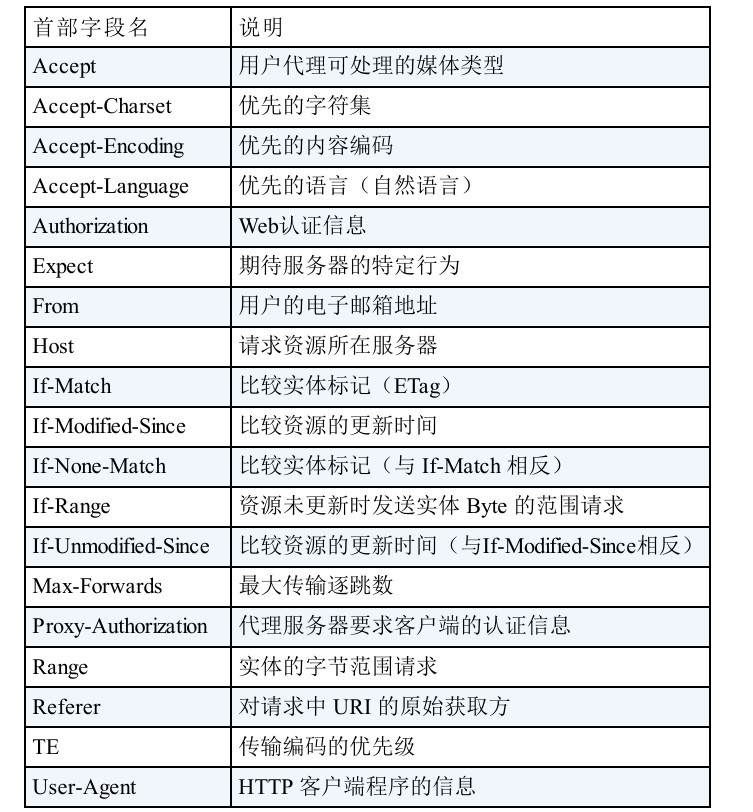 首部字段名 说明
Accept 用户代理可处理的媒体类型
Accept-Charset 优先的字符集
Accept-Encoding 优先的内容编码
Accept-Language 优先的语言（自然语言）
Authorization Web认证信息
Expect 期待服务器的特定行为
From 用户的电子邮箱地址
Host 请求资源所在服务器
If-Match 比较实体标记（ETag）
If-Modified-Since 比较资源的更新时间
If-None-Match 比较实体标记（与 If-Match 相反）
If-Range 资源未更新时发送实体 Byte 的范围请求
If-Unmodified-Since 比较资源的更新时间（与If-Modified-Since相反）
Max-Forwards 最大传输逐跳数
Proxy-Authorization 代理服务器要求客户端的认证信息
Range 实体的字节范围请求
Referer 对请求中 URI 的原始获取方
TE 传输编码的优先级
User-Agent HTTP 客户端程序的信息